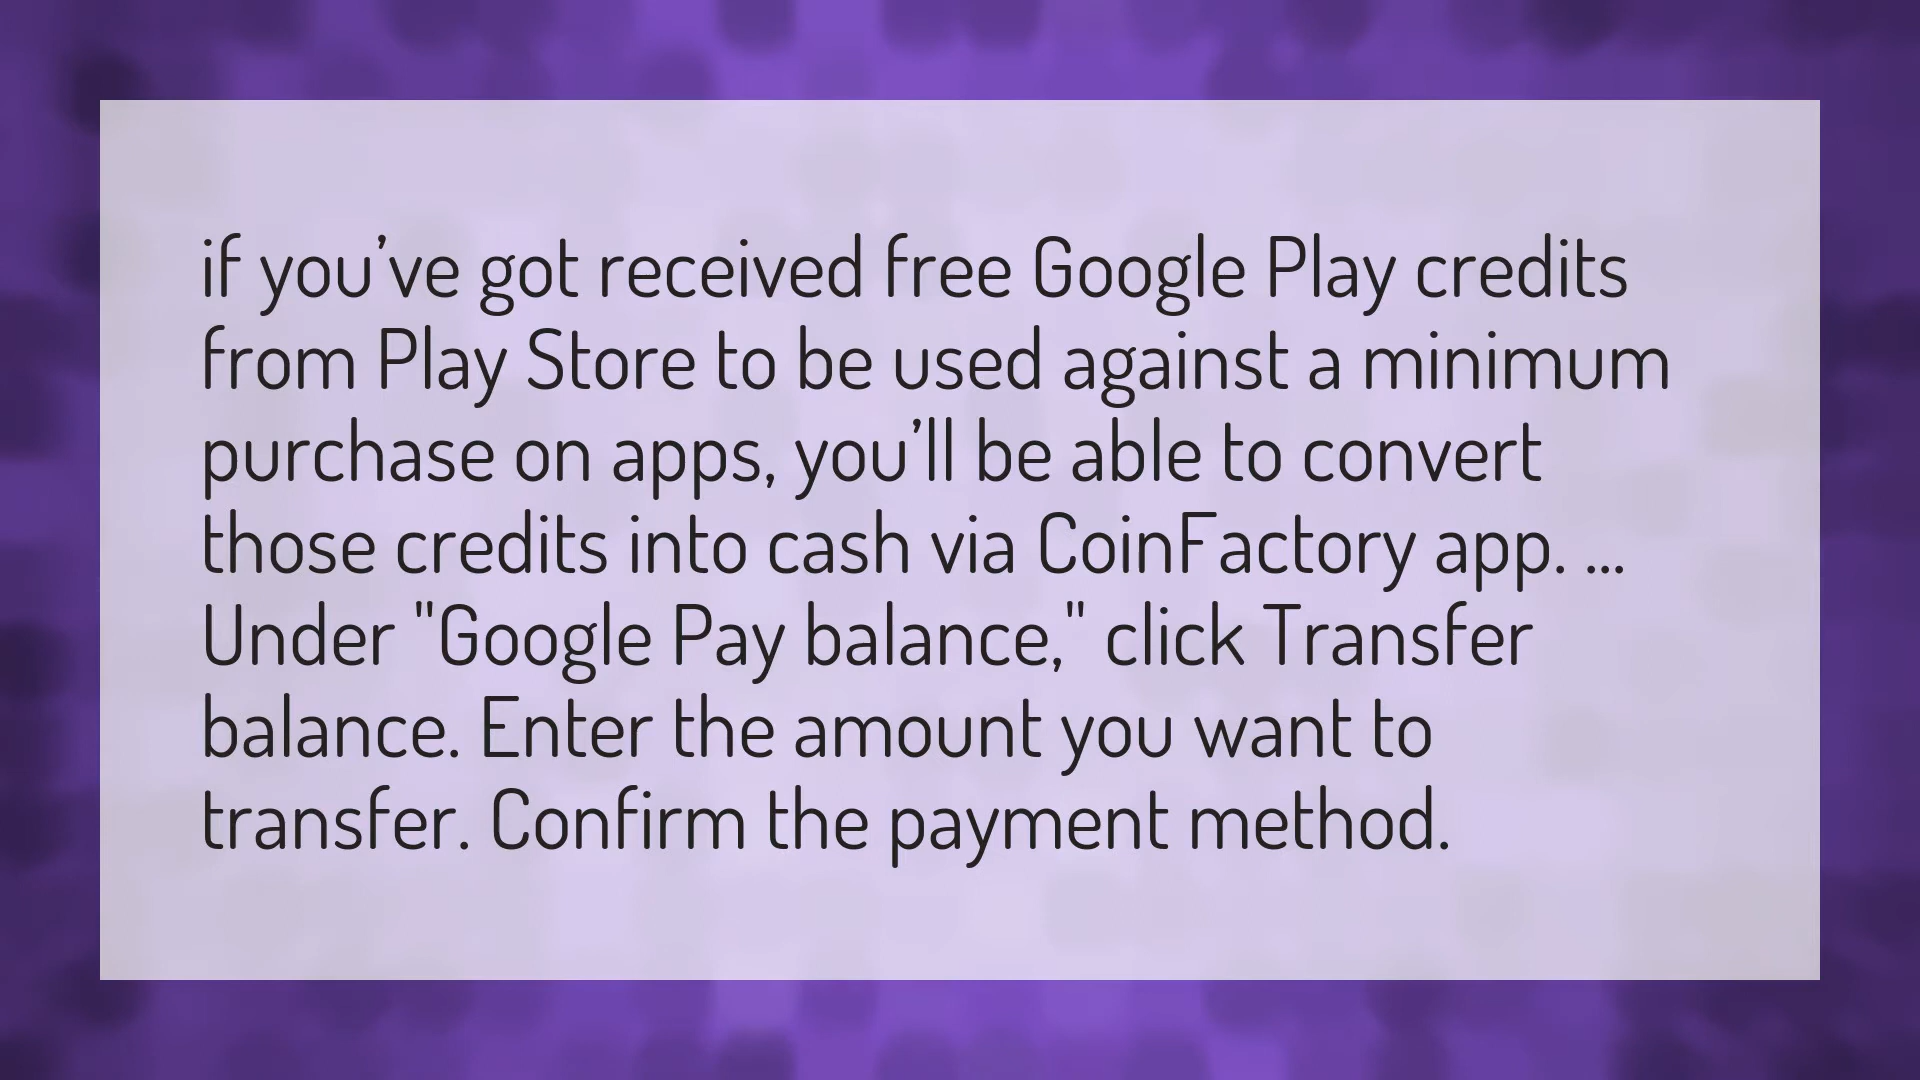 if you’ve got received free Google Play credits
from Play Store to be used against a minimum
purchase on apps, you’ll be able to convert
those credits into cash via CoinFactory app. ...
Under "Google Pay balance," click Transfer
balance. Enter the amount you want to
transfer. Confirm the payment method.